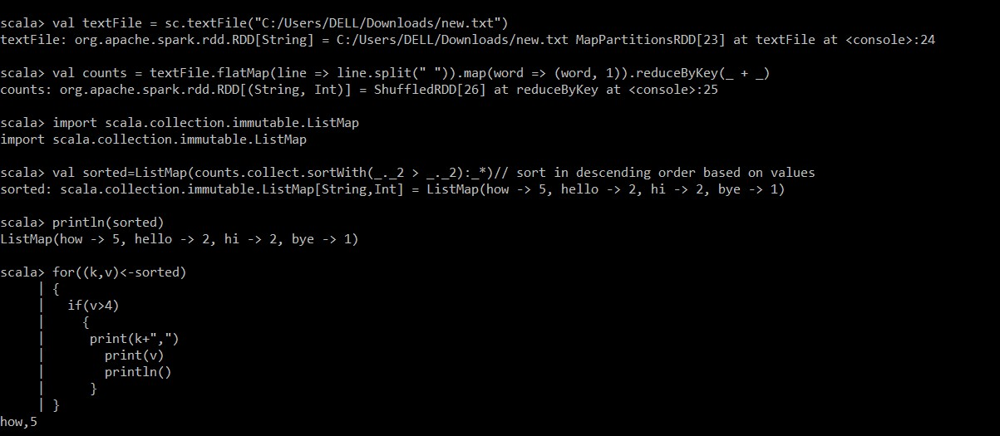 scala> val textFile = sc.textFile("C:/Users/DELL/Downloads/new.txt")
textFile: org.apache.spark.rdd.RDD[String] = C:/Users/DELL/Downloads/new.txt MapPartitionsRDD[23] at textFile at <console>:24
scala> val counts = textFile.flatMap(line => line.split(" ")).map(word => (word, 1)).reduceByKey(_ + _)
counts: org.apache.spark.rdd.RDD[(String, Int)] = ShuffledRDD[26] at reduceByKey at <console>:25
scala> import scala.collection.immutable.ListMap
import scala.collection.immutable.ListMap
scala> val sorted=ListMap(counts.collect.sortWith(_._2 > _._2):_*)// sort in descending order based on values
sorted: scala.collection.immutable.ListMap[String,Int] = ListMap(how -> 5, hello -> 2, hi -> 2, bye -> 1)
scala> println(sorted)
ListMap(how -> 5, hello -> 2, hi -> 2, bye -> 1)
scala> for((k,v)<-sorted)
     | {
     |   if(v>4)
     |     {
     |      print(k+",")
     |        print(v)
     |        println()
     |      }
     | }
how,5